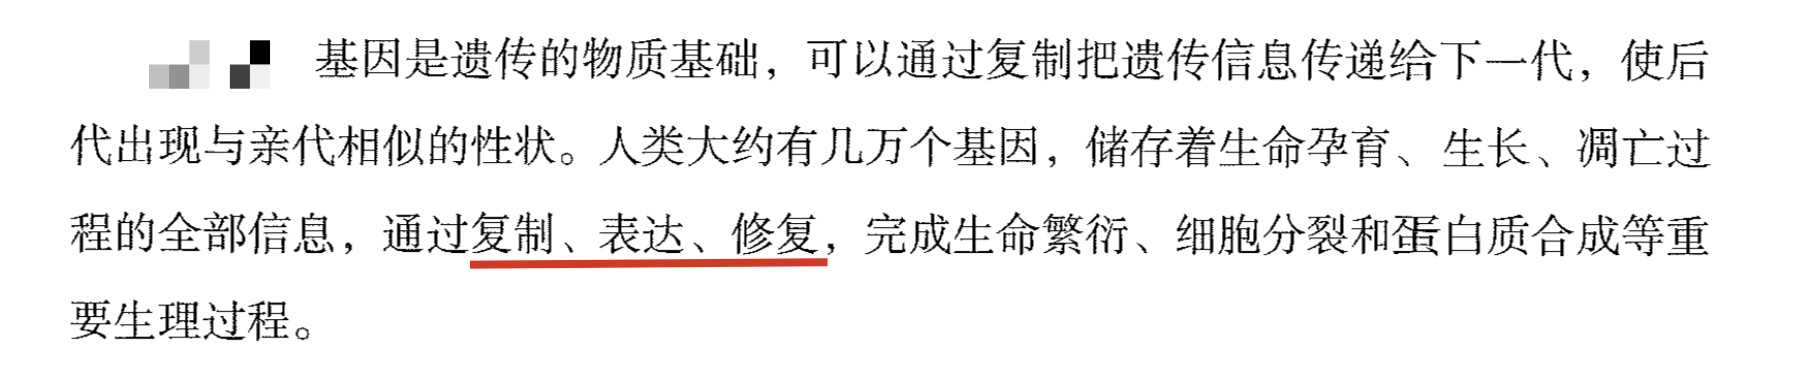 基因是遗传的物质基础，可以通过复制把遗传信息传递给下一代，使后
代出现与亲代相似的性状。人类大约有几万个基因，储存着生命孕育、生长、凋亡过
程的全部信息，通过复制、表达、修复，完成生命繁衍、细胞分裂和蛋白质合成等重
要生理过程。